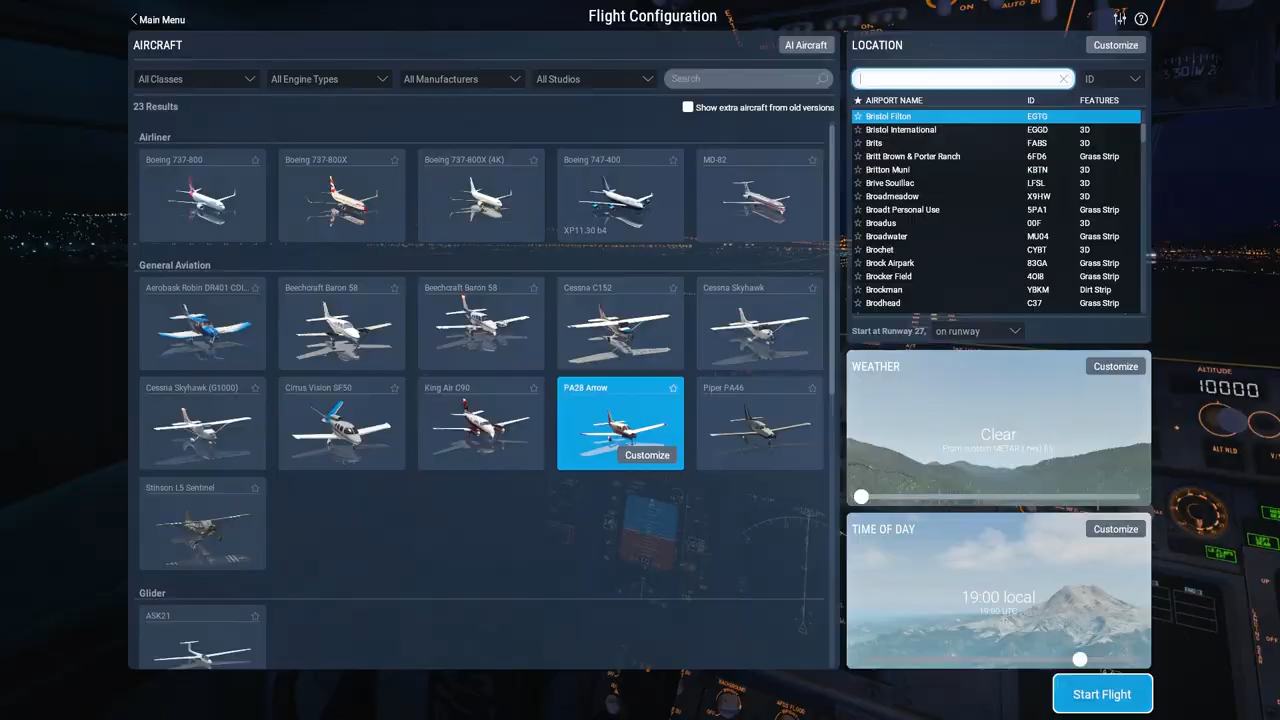 Main Menu
Flight Configuration
AIRCRAFT
AI Aircraft
All Classes
All Engine Types
All Manufacturers
All Studios
Search
23 Results
Show extra aircraft from old versions
Airliner
Boeing 737-800
Boeing 737-800X
Boeing 737-800X (4K)
Boeing 747-400
XP11.30 b4
MD-82
General Aviation
Aerobask Robin DR401 CDI...
Beechcraft Baron 58
Beechcraft Baron 58
Cessna C152
Cessna Skyhawk
Cessna Skyhawk (G1000)
Cirrus Vision SF50
King Air C90
PA28 Arrow
Customize
Piper PA46
Stinson L5 Sentinel
Glider
ASK21
LOCATION
Customize
ID
AIRPORT NAME ID FEATURES
Bristol Filton EGTG
Bristol International EGGD 3D
Brits FABS 3D
Britt Brown & Porter Ranch 6FD6 Grass Strip
Britton Muni KBTN 3D
Brive Souillac LFSL 3D
Broadmeadow X9HW 3D
Broadt Personal Use 5PA1 Grass Strip
Broadus 00F 3D
Broadwater MU04 Grass Strip
Brochet CYBT 3D
Brock Airpark 83GA Grass Strip
Brocker Field 4OI8 Grass Strip
Brockman YBKM Dirt Strip
Brodhead C37 Grass Strip
Start at Runway 27,
on runway
WEATHER
Customize
Clear
TIME OF DAY
Customize
19:00 local
19:00 UTC
Start Flight
ALTITUDE
10000
ALT NLD